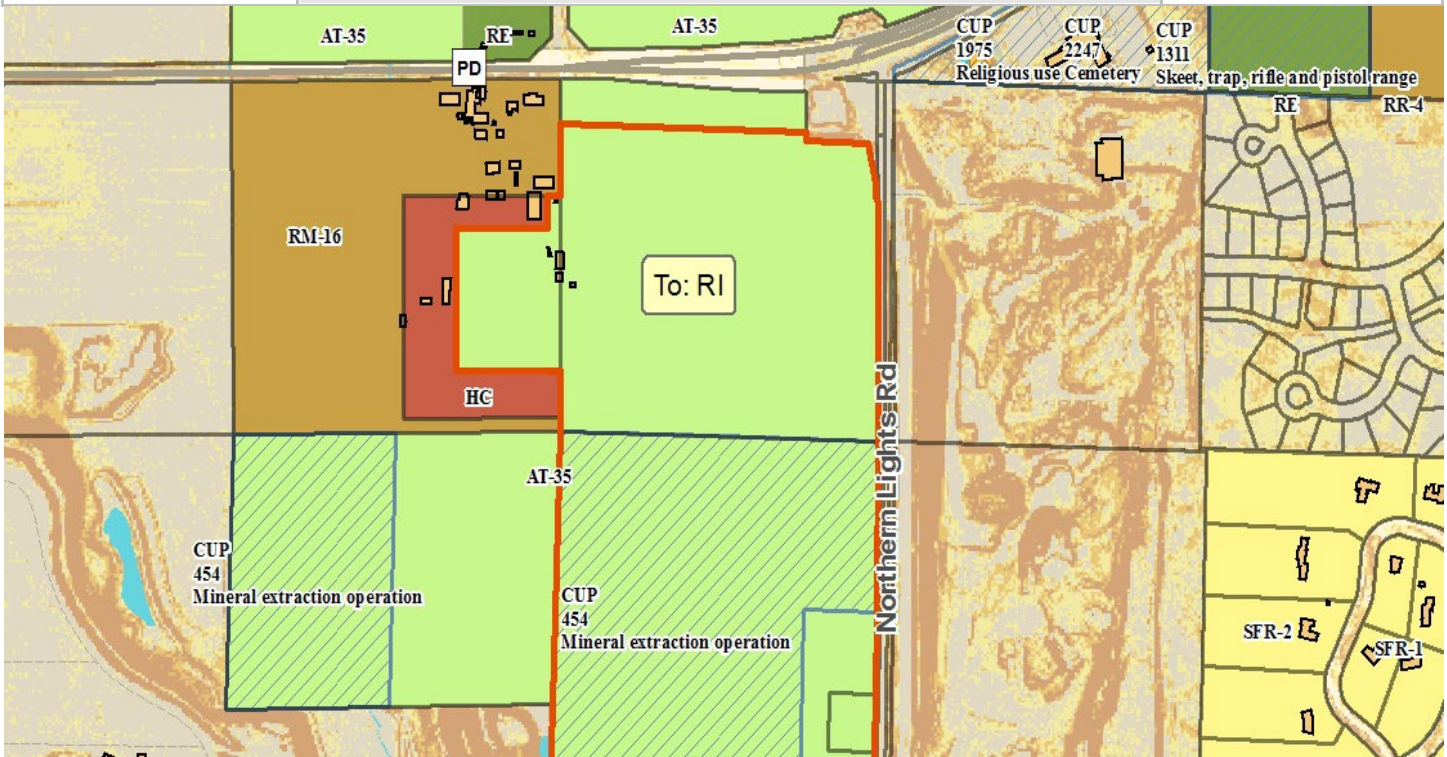 AT-35
RE
AT-35
PD
CUP
1975
Religious use Cemetery
CUP
2247
CUP
1311
Skeet, trap, rifle and pistol range
RE
RR-4
RM-16
To: RI
HC
AT-35
Northern Lights Rd
CUP
454
Mineral extraction operation
CUP
454
Mineral extraction operation
SFR-2
SFR-1